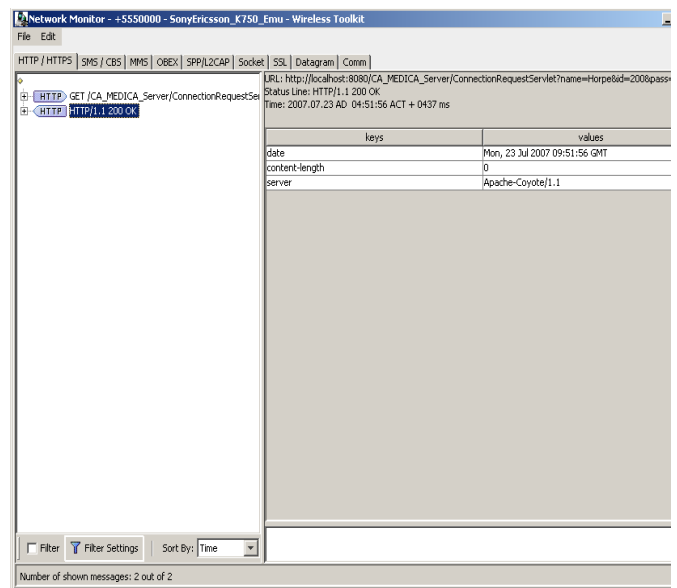 Network Monitor - +5550000 - SonyEricsson_K750_Emu - Wireless Toolkit
File Edit
HTTP / HTTPS SMS / CBS MMS OBEX SPP/L2CAP Socket SSL Datagram Comm
HTTP GET /CA_MEDICA_Server/ConnectionRequestSer
HTTP HTTP/1.1 200 OK
URL: http://localhost:8080/CA_MEDICA_Server/ConnectionRequestServlet?name=Horpe&id=200&pass=
Status Line: HTTP/1.1 200 OK
Time: 2007.07.23 AD 04:51:56 ACT + 0437 ms
keys values
date Mon, 23 Jul 2007 09:51:56 GMT
content-length 0
server Apache-Coyote/1.1
Filter Filter Settings Sort By: Time
Number of shown messages: 2 out of 2